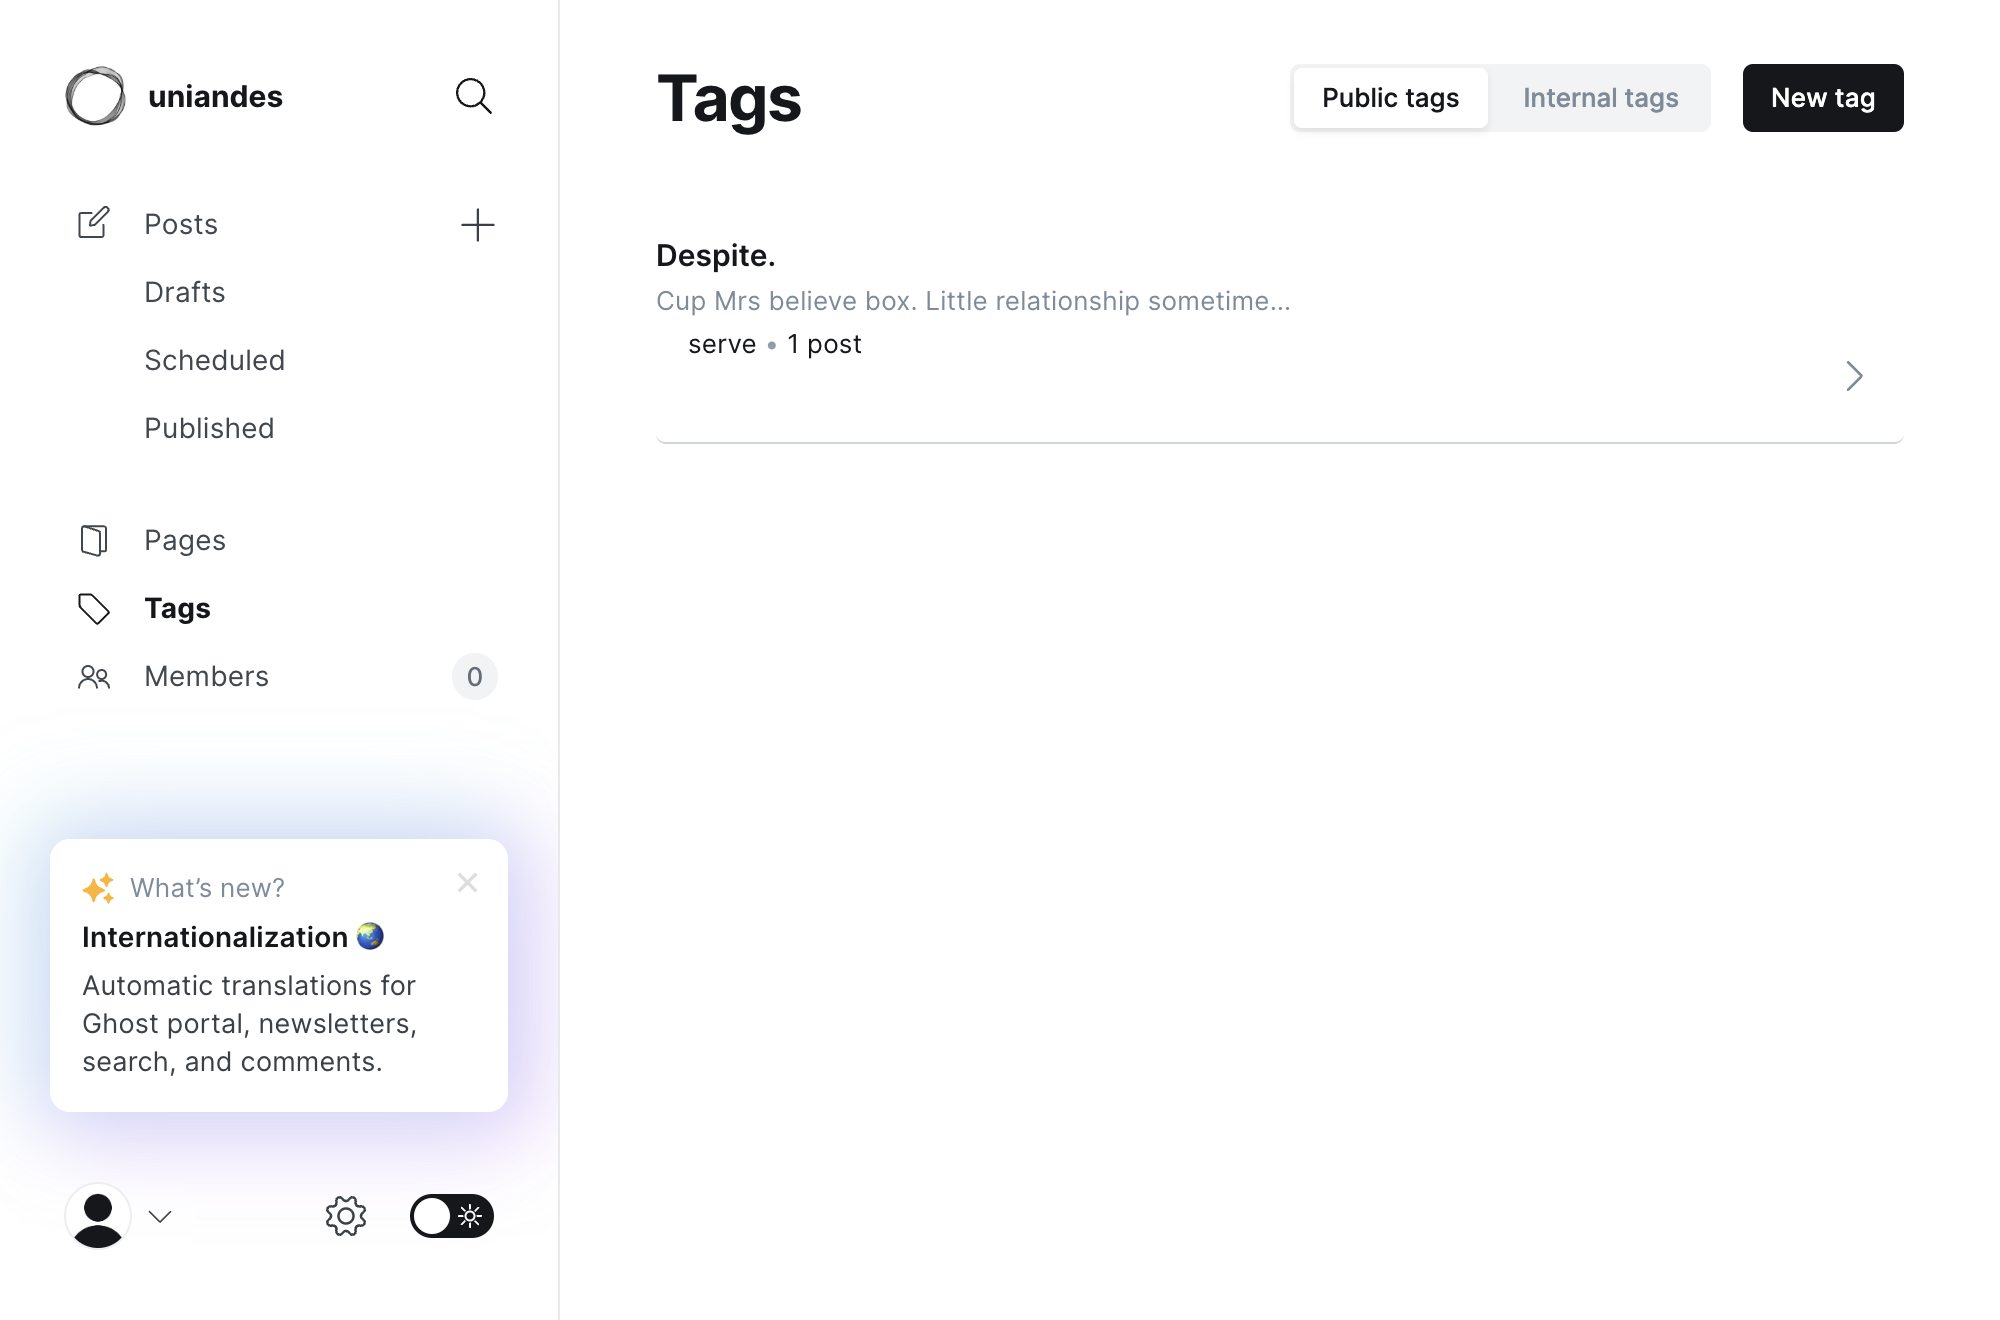 uniandes
Posts
Drafts
Scheduled
Published
Pages
Tags
Members 0
What’s new?
Internationalization 🌏
Automatic translations for
Ghost portal, newsletters,
search, and comments.
Tags
Public tags Internal tags New tag
Despite.
Cup Mrs believe box. Little relationship sometime...
serve • 1 post